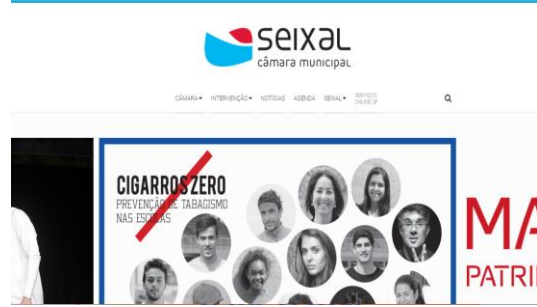 seixal
câmara municipal
CÂMARA INTERVENÇÃO NOTÍCIAS AGENDA SEIXAL SERVIÇOS
ONLINE
CIGARROS ZERO
PREVENÇÃO DE TABAGISMO
NAS ESCOLAS
MA
PATRI